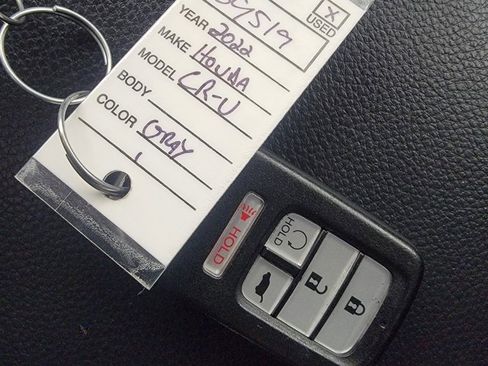 X
USED
YEAR 2022
MAKE HONDA
MODEL CR-U
BODY
COLOR GRAY
HOLD
HOLD